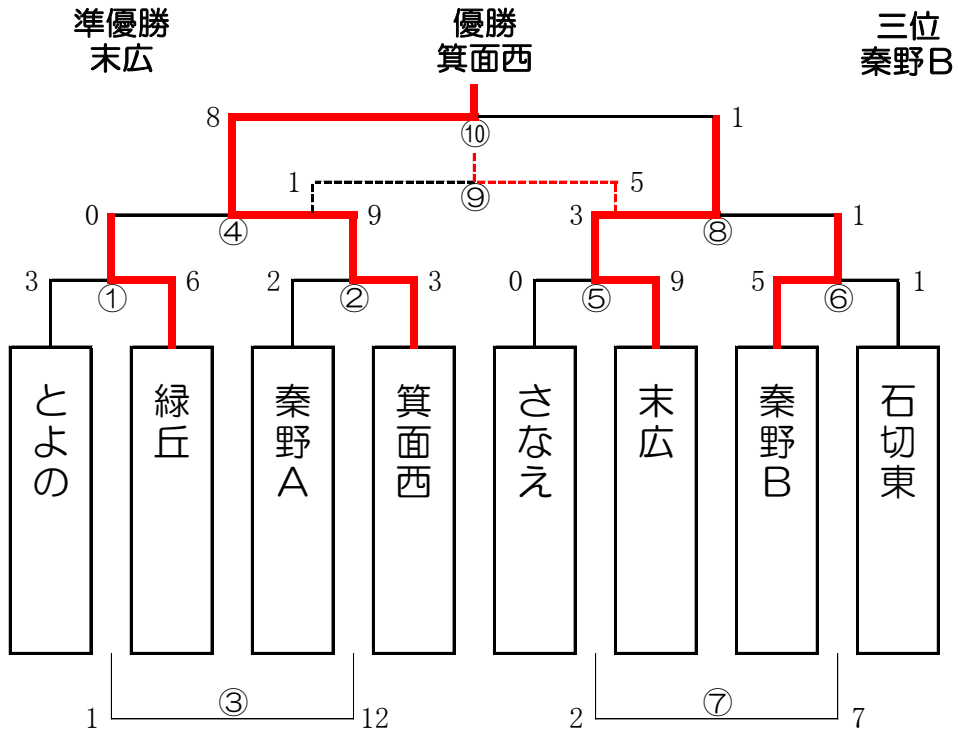 準優勝
末広
優勝
箕面西
三位
秦野B
8
⑩
1
1
⑨
5
0
④
9
3
⑧
1
3
①
6
2
②
3
0
⑤
9
5
⑥
1
とよの
緑丘
秦野A
箕面西
さなえ
末広
秦野B
石切東
1
③
12
2
⑦
7